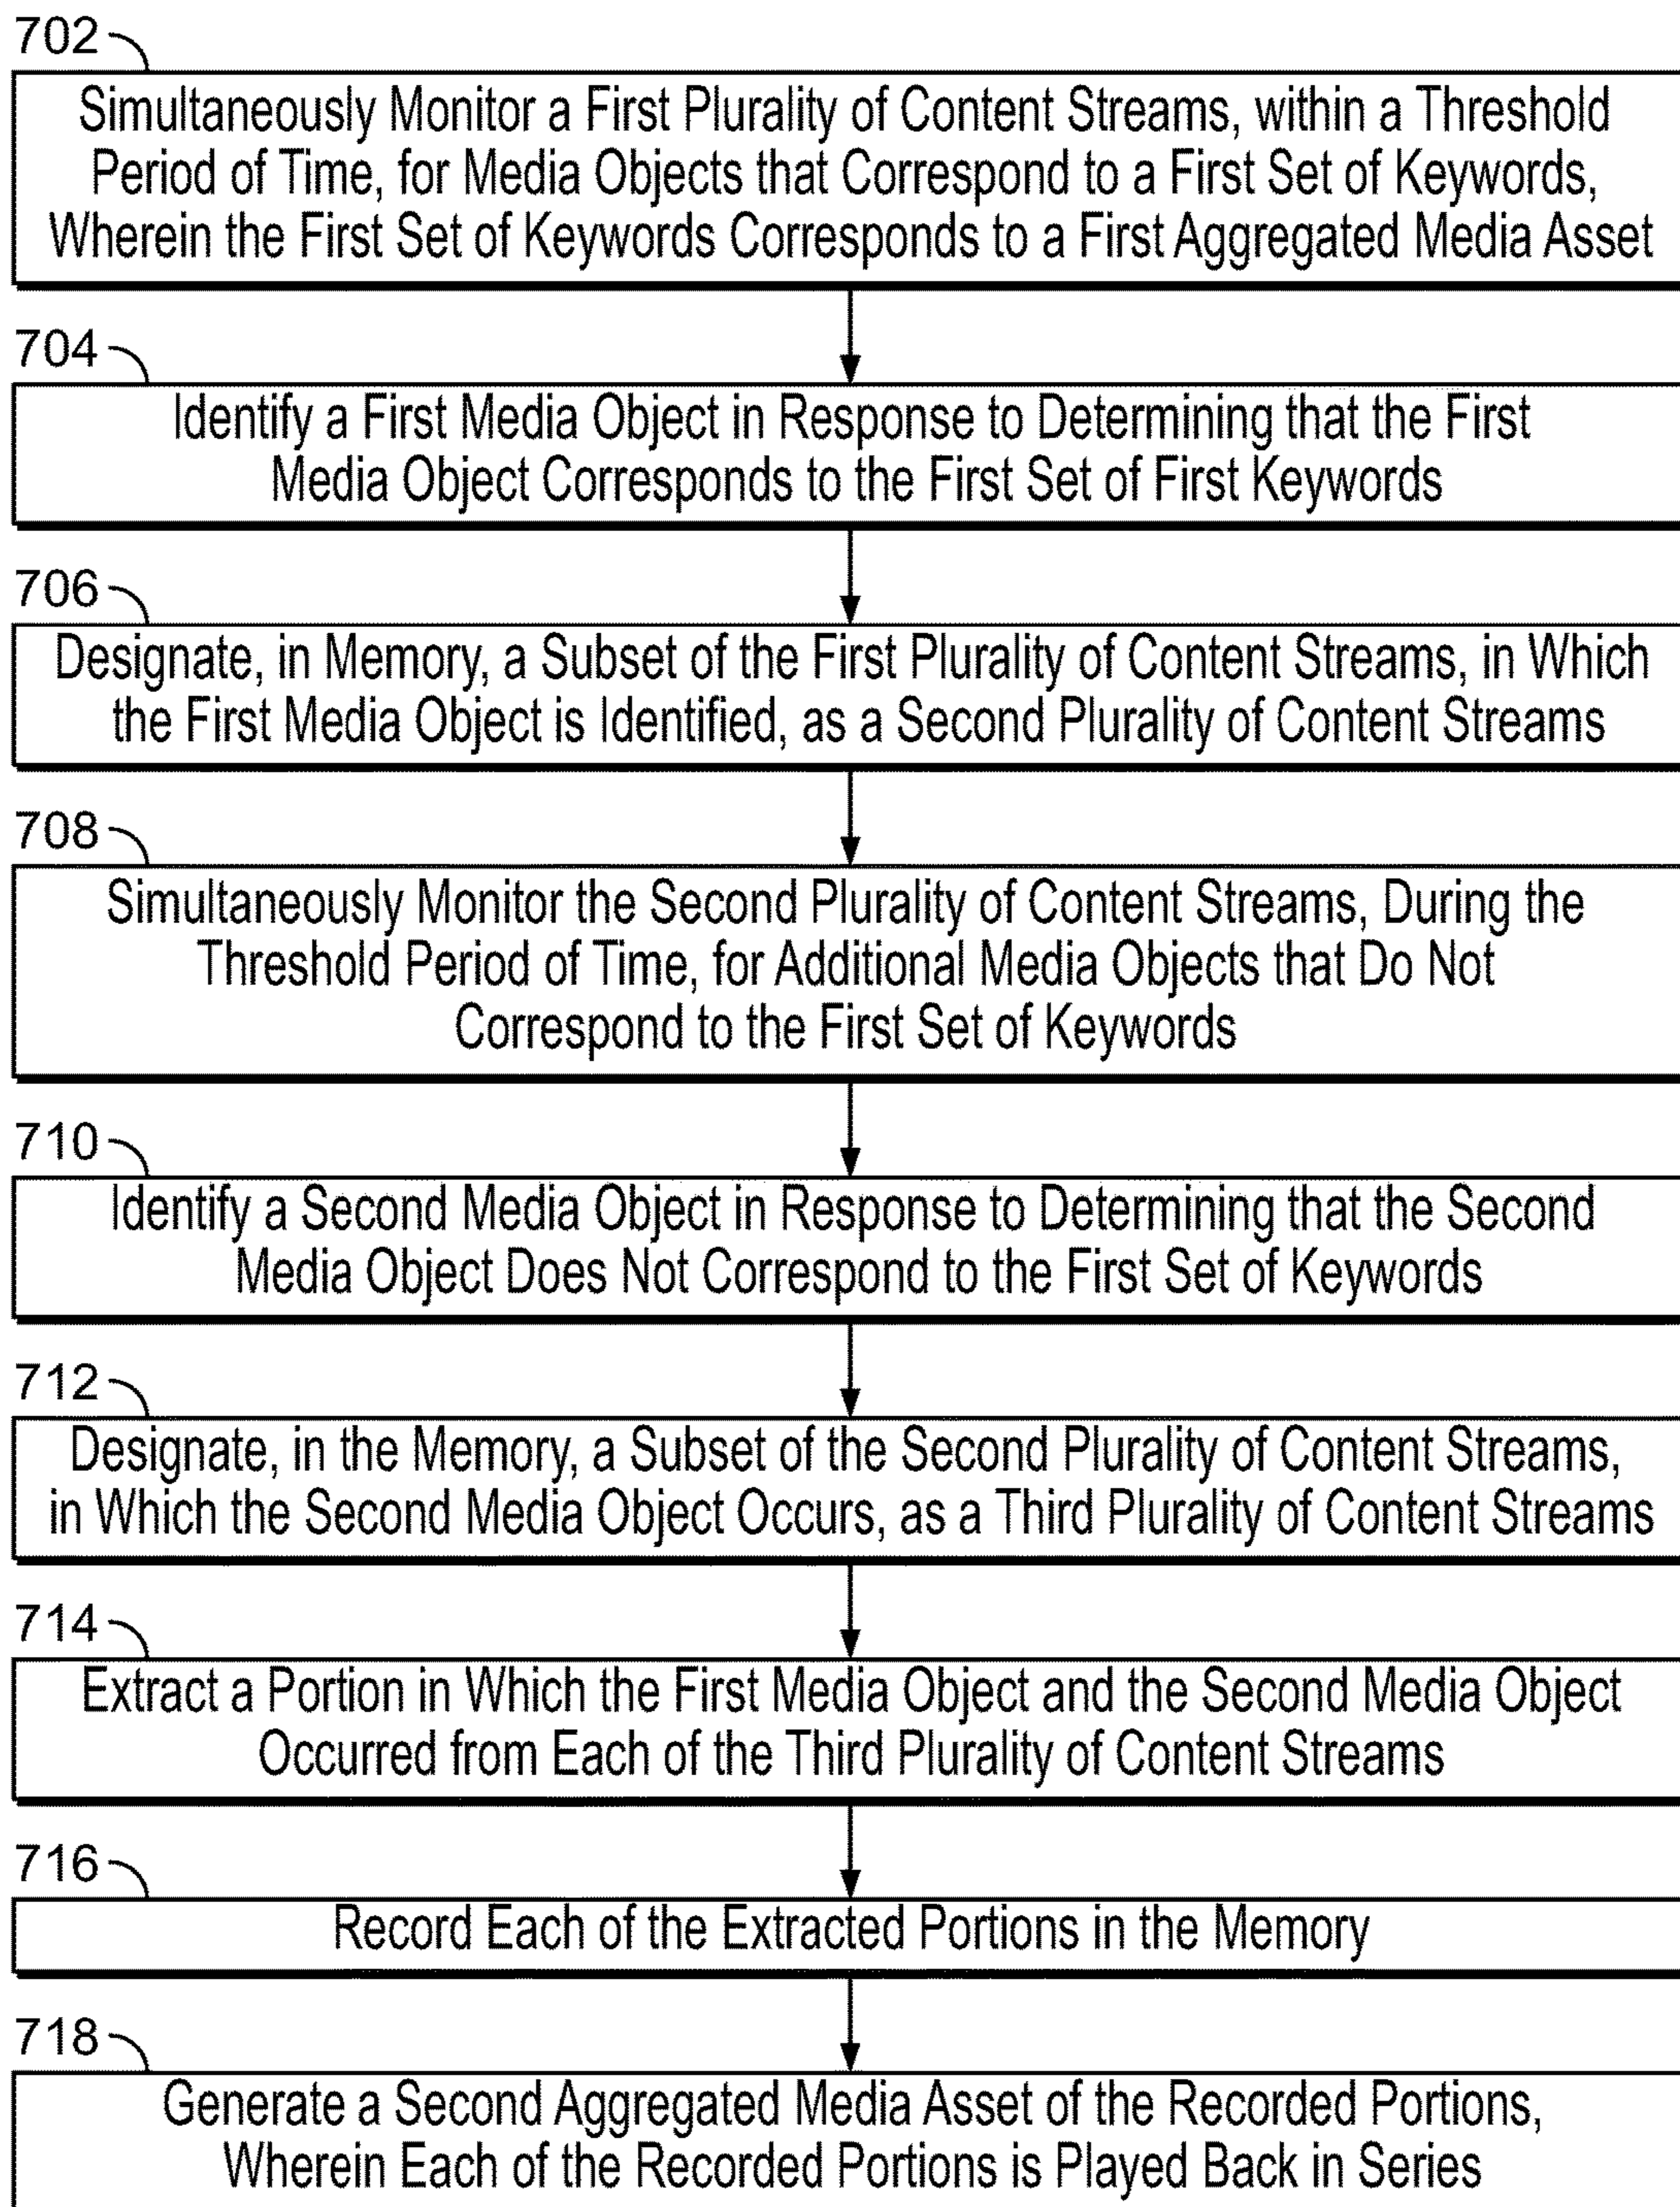 702
Simultaneously Monitor a First Plurality of Content Streams, within a Threshold
Period of Time, for Media Objects that Correspond to a First Set of Keywords,
Wherein the First Set of Keywords Corresponds to a First Aggregated Media Asset
704
Identify a First Media Object in Response to Determining that the First
Media Object Corresponds to the First Set of First Keywords
706
Designate, in Memory, a Subset of the First Plurality of Content Streams, in Which
the First Media Object is Identified, as a Second Plurality of Content Streams
708
Simultaneously Monitor the Second Plurality of Content Streams, During the
Threshold Period of Time, for Additional Media Objects that Do Not
Correspond to the First Set of Keywords
710
Identify a Second Media Object in Response to Determining that the Second
Media Object Does Not Correspond to the First Set of Keywords
712
Designate, in the Memory, a Subset of the Second Plurality of Content Streams,
in Which the Second Media Object Occurs, as a Third Plurality of Content Streams
714
Extract a Portion in Which the First Media Object and the Second Media Object
Occurred from Each of the Third Plurality of Content Streams
716
Record Each of the Extracted Portions in the Memory
718
Generate a Second Aggregated Media Asset of the Recorded Portions,
Wherein Each of the Recorded Portions is Played Back in Series